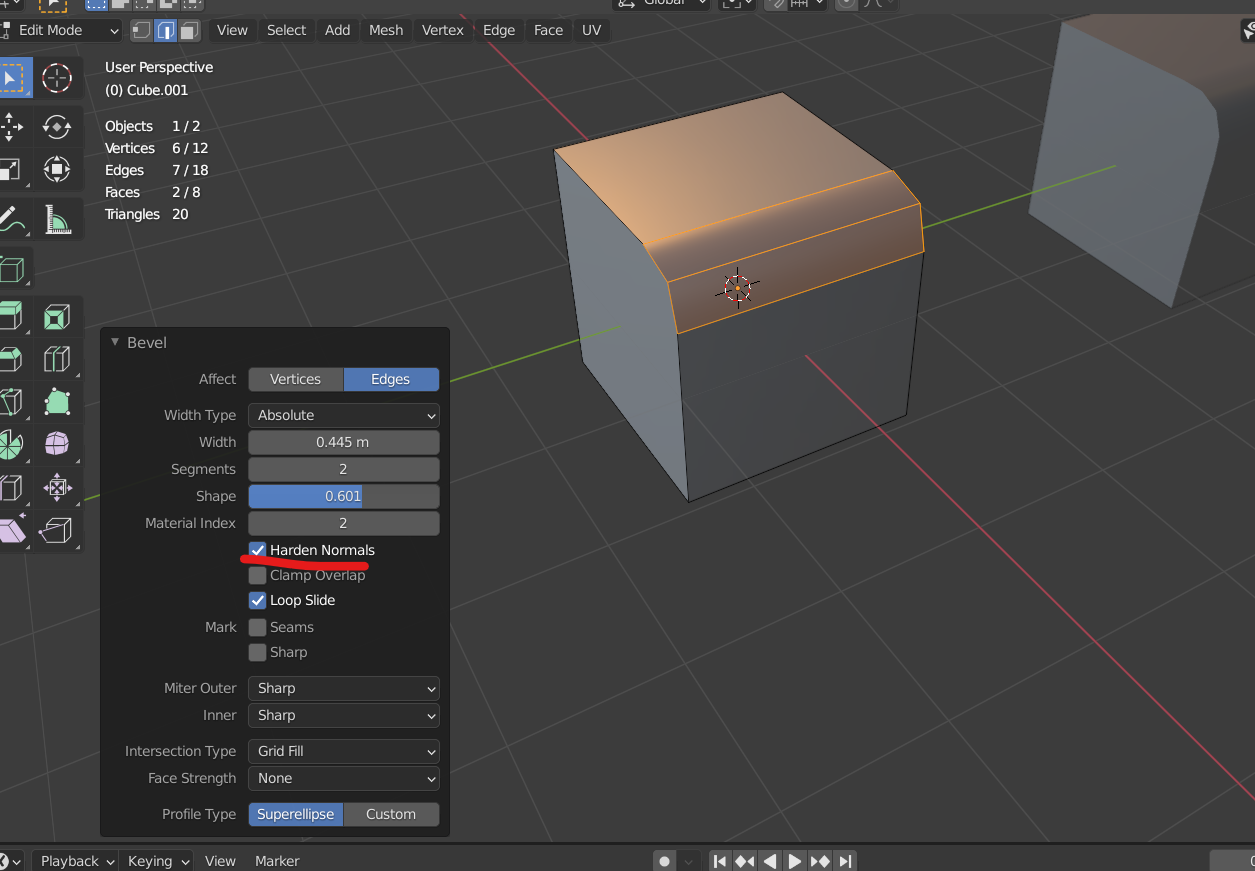 Global
Edit Mode View Select Add Mesh Vertex Edge Face UV
User Perspective
(0) Cube.001
Objects 1 / 2
Vertices 6 / 12
Edges 7 / 18
Faces 2 / 8
Triangles 20
Bevel
Affect Vertices Edges
Width Type Absolute
Width 0.445 m
Segments 2
Shape 0.601
Material Index 2
Harden Normals
Clamp Overlap
Loop Slide
Mark Seams
Sharp
Miter Outer Sharp
Inner Sharp
Intersection Type Grid Fill
Face Strength None
Profile Type Superellipse Custom
Playback Keying View Marker